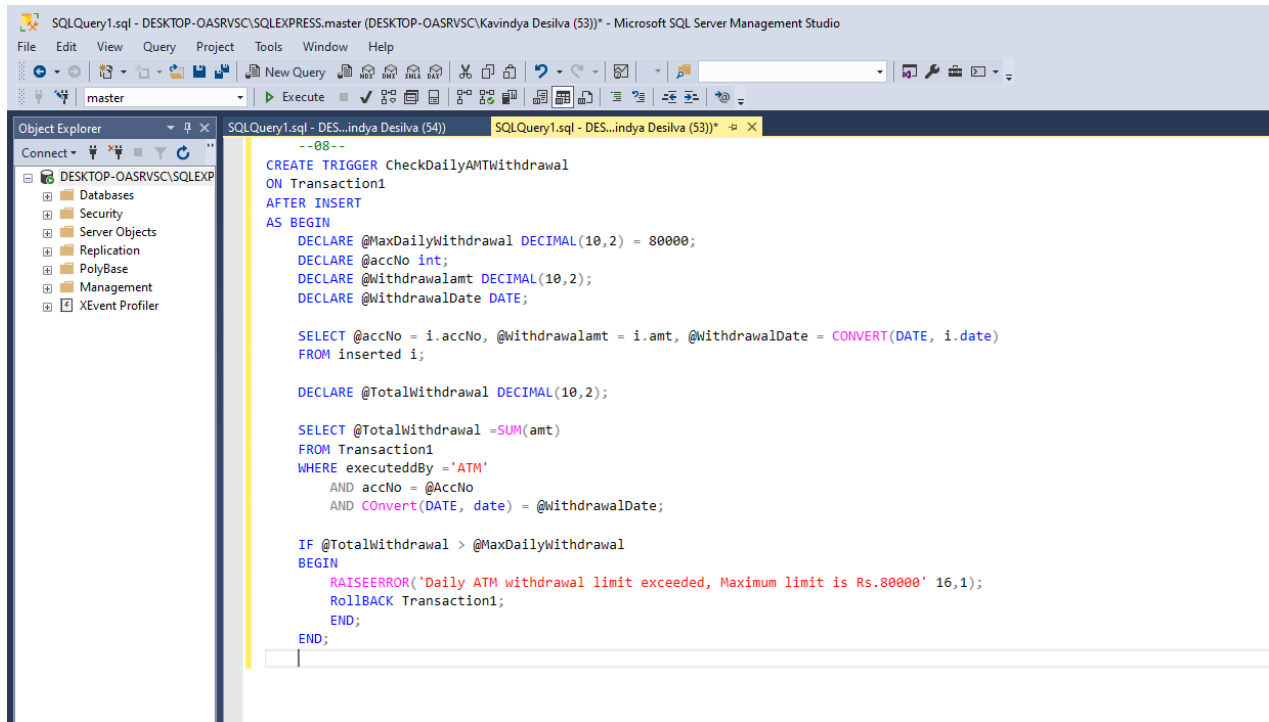 SQLQuery1.sql - DESKTOP-OASRVSC\SQLEXPRESS.master (DESKTOP-OASRVSC\Kavindya Desilva (53))* - Microsoft SQL Server Management Studio
File Edit View Query Project Tools Window Help
New Query
master
Execute
Object Explorer
SQLQuery1.sql - DES...indya Desilva (54))
SQLQuery1.sql - DES...indya Desilva (53))*
Connect
DESKTOP-OASRVSC\SQLEXP
Databases
Security
Server Objects
Replication
PolyBase
Management
XEvent Profiler
--08--
CREATE TRIGGER CheckDailyAMTWithdrawal
ON Transaction1
AFTER INSERT
AS BEGIN
DECLARE @MaxDailyWithdrawal DECIMAL(10,2) = 80000;
DECLARE @accNo int;
DECLARE @Withdrawalamt DECIMAL(10,2);
DECLARE @WithdrawalDate DATE;
SELECT @accNo = i.accNo, @Withdrawalamt = i.amt, @WithdrawalDate = CONVERT(DATE, i.date)
FROM inserted i;
DECLARE @TotalWithdrawal DECIMAL(10,2);
SELECT @TotalWithdrawal =SUM(amt)
FROM Transaction1
WHERE executeddBy ='ATM'
AND accNo = @AccNo
AND COnvert(DATE, date) = @WithdrawalDate;
IF @TotalWithdrawal > @MaxDailyWithdrawal
BEGIN
RAISEERROR('Daily ATM withdrawal limit exceeded, Maximum limit is Rs.80000' 16,1);
RollBACK Transaction1;
END;
END;